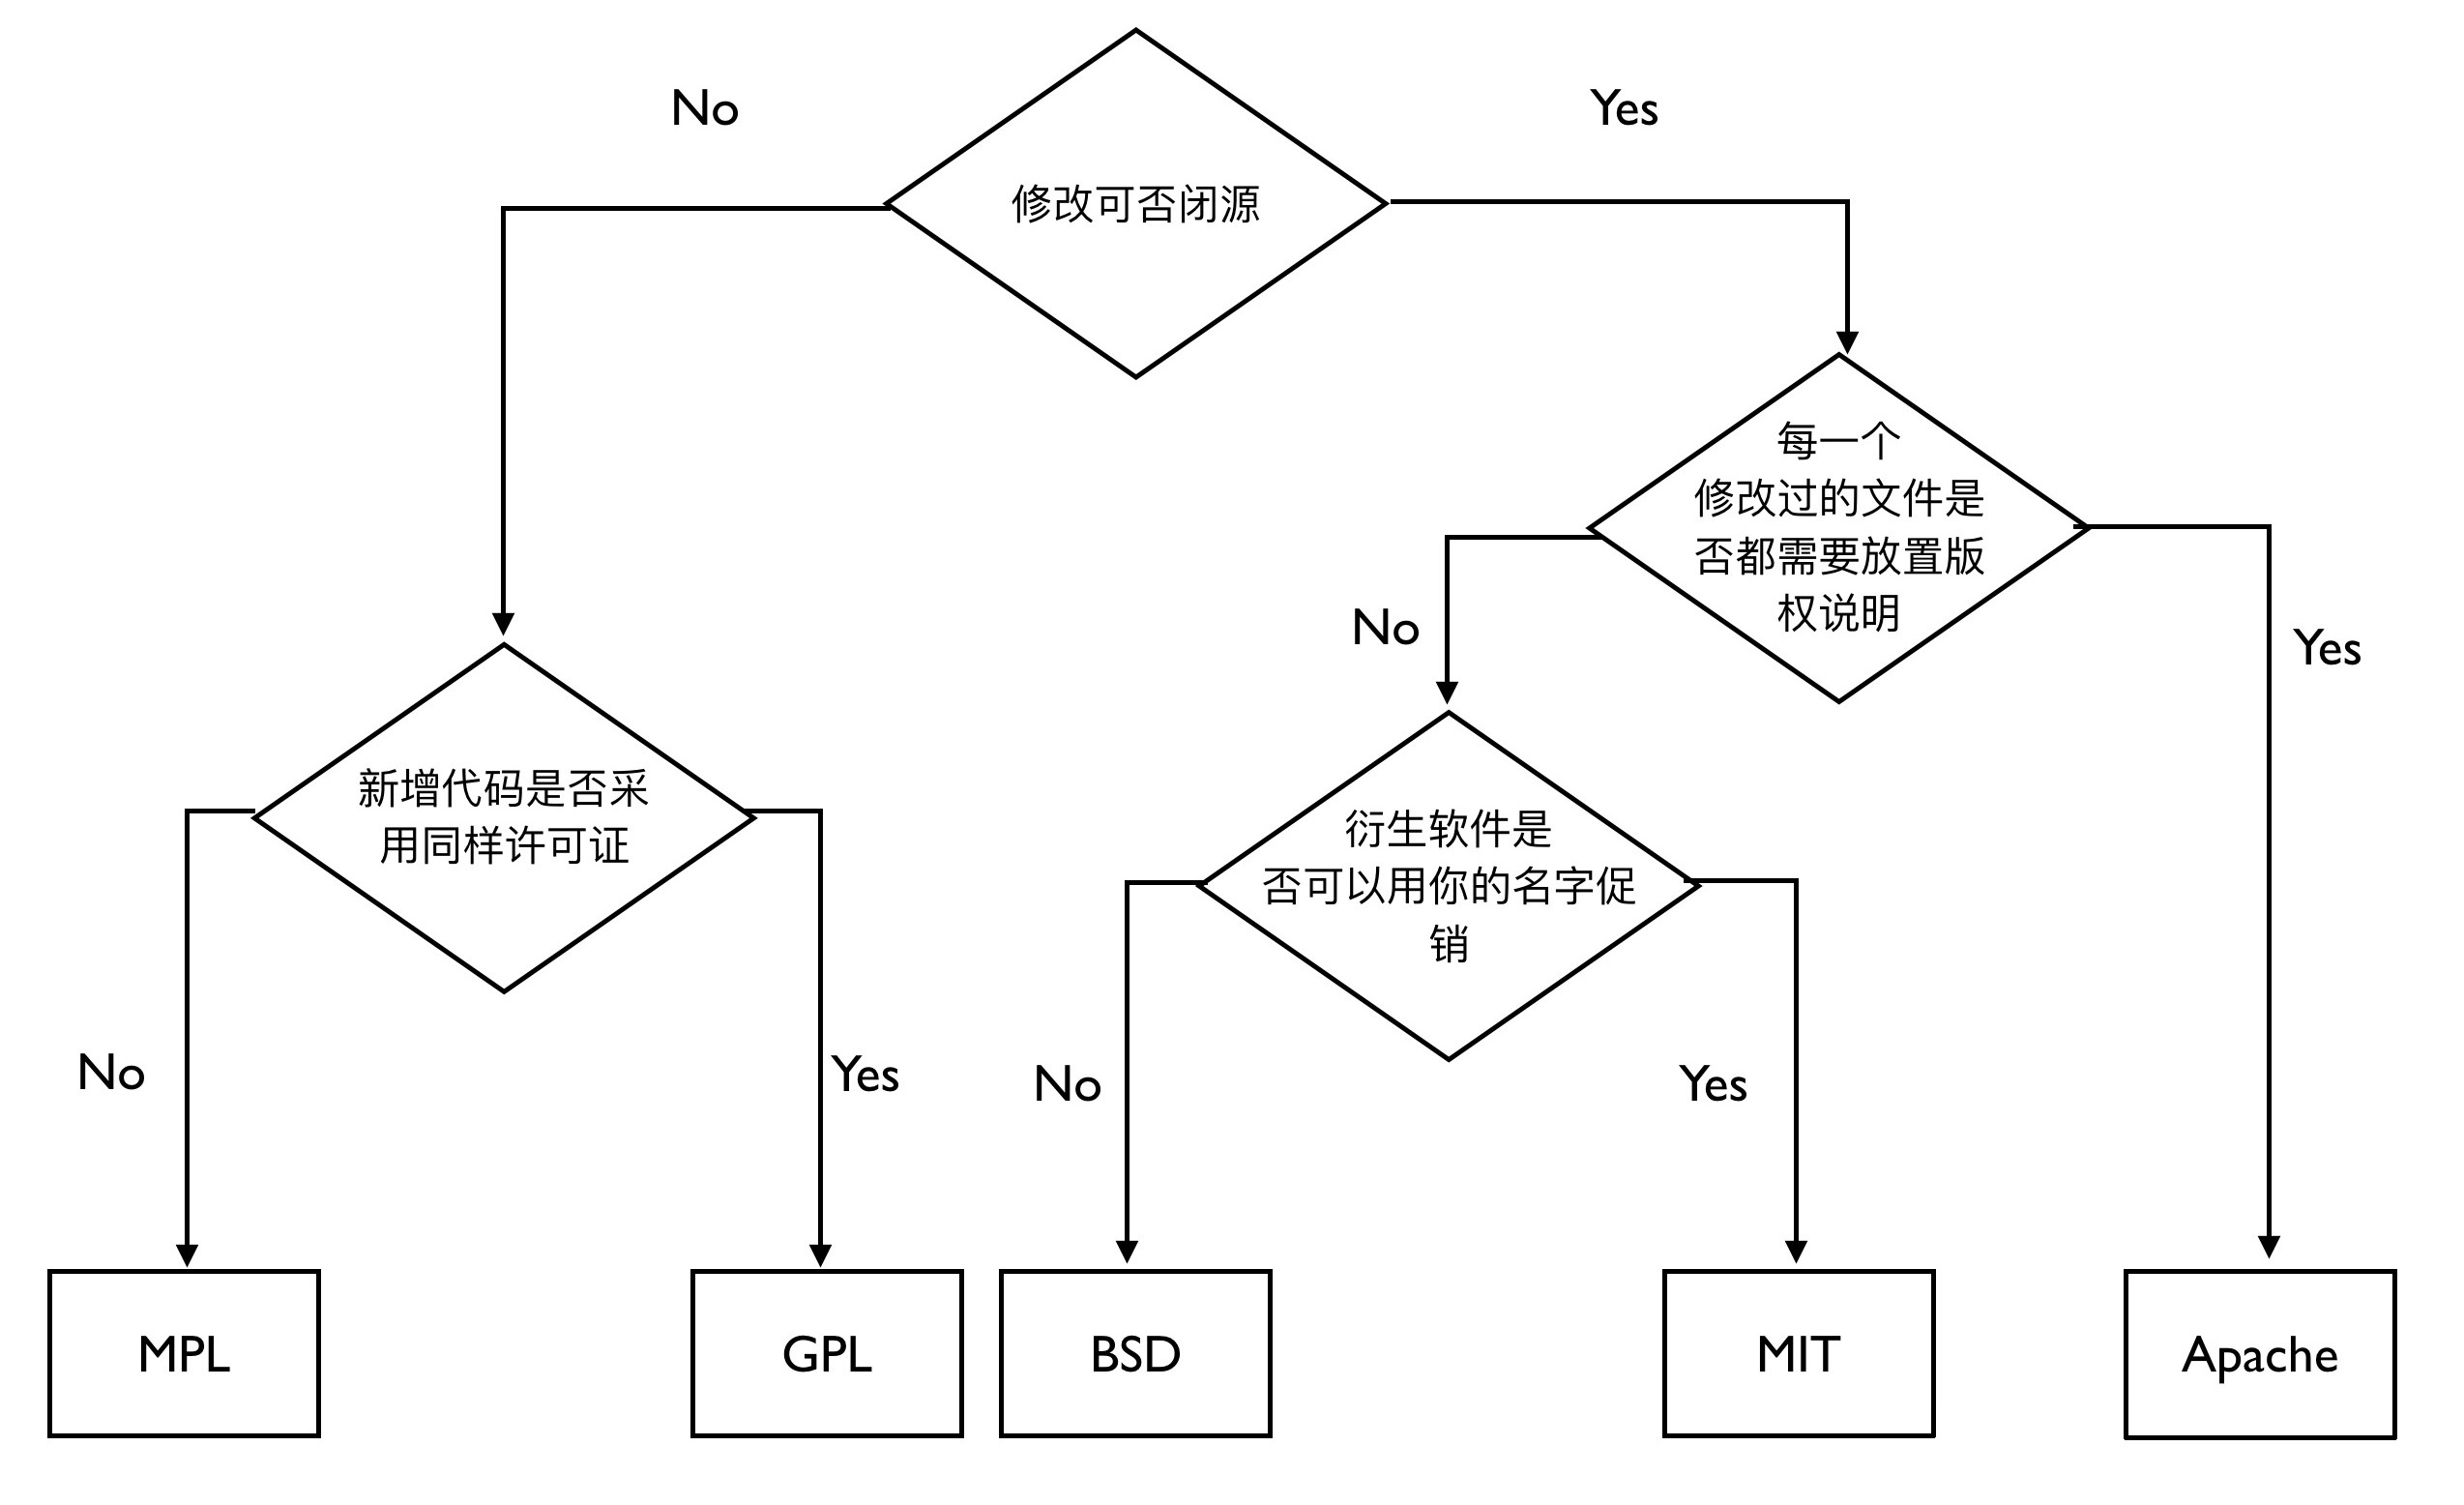 No
Yes
修改可否闭源
每一个
修改过的文件是
否都需要放置版
权说明
No
Yes
新增代码是否采
用同样许可证
衍生软件是
否可以用你的名字促
销
No
Yes
No
Yes
MPL
GPL
BSD
MIT
Apache